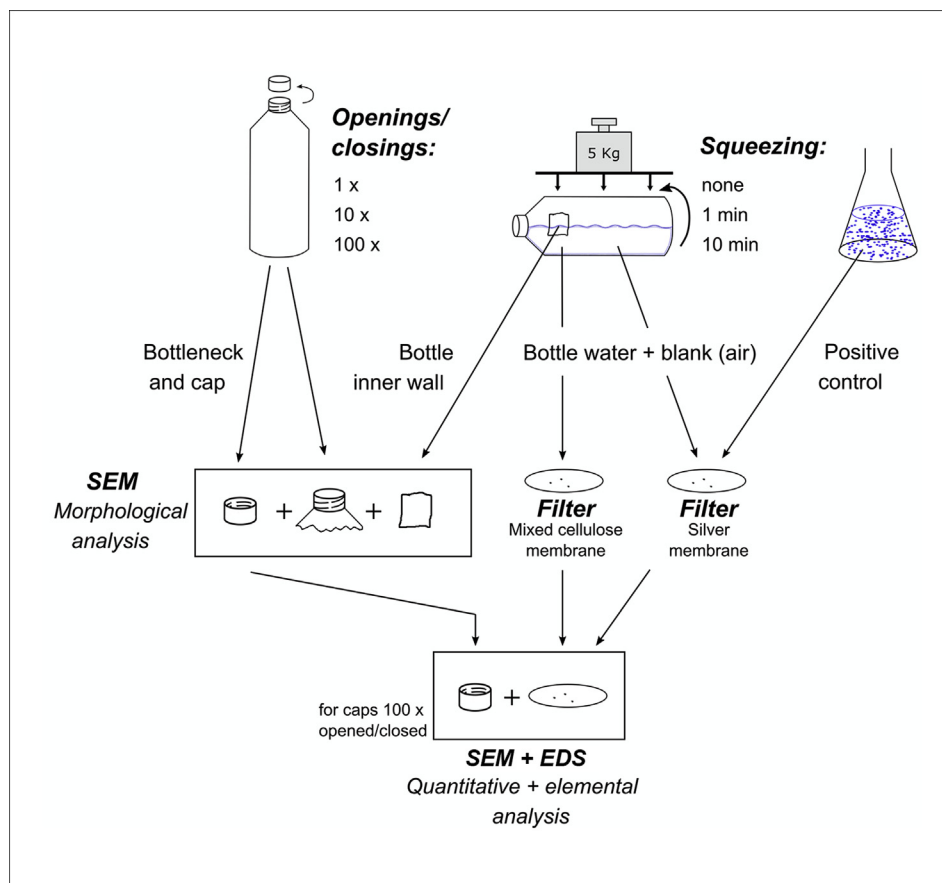 Openings/
closings:
1 x
10 x
100 x
5 Kg
Squeezing:
none
1 min
10 min
Bottleneck
and cap
Bottle
inner wall
Bottle water + blank (air)
Positive
control
SEM
Morphological
analysis
+
+
Filter
Mixed cellulose
membrane
Filter
Silver
membrane
for caps 100 x
opened/closed
+
SEM + EDS
Quantitative + elemental
analysis